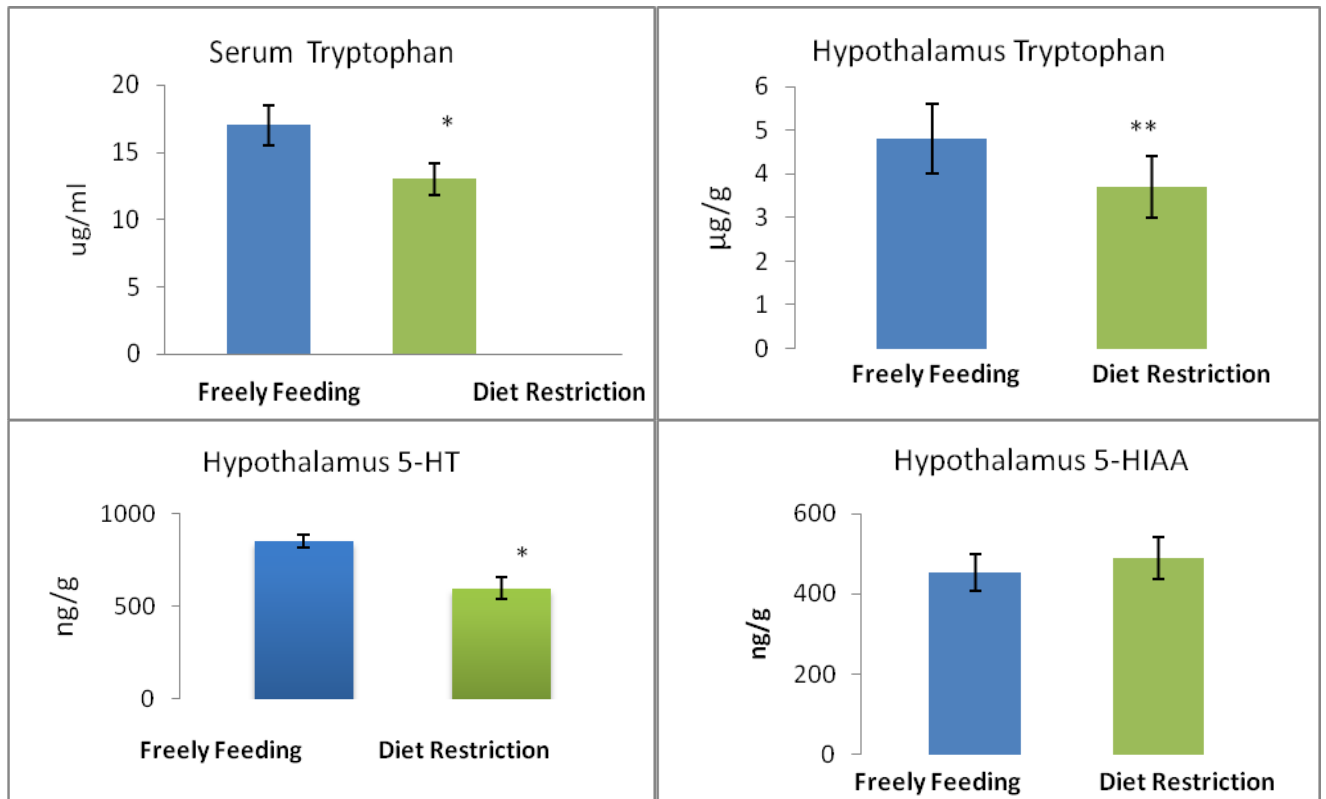 Serum  Tryptophan
20
15
10
5
0
ug/ml
*
Freely Feeding
Diet Restriction
Hypothalamus Tryptophan
6
5
4
3
2
1
0
µg/g
**
Freely Feeding
Diet Restriction
Hypothalamus 5-HT
1000
500
0
ng/g
*
Freely Feeding
Diet Restriction
Hypothalamus 5-HIAA
600
400
200
0
ng/g
Freely Feeding
Diet Restriction